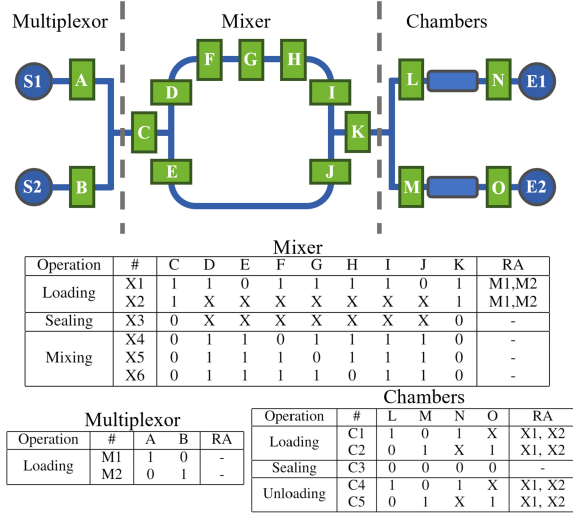 Multiplexor Mixer Chambers
F G H
S1 A D I L N E1
C K
S2 B E J M O E2
Mixer
Operation # C D E F G H I J K RA
Loading X1 1 1 0 1 1 1 1 0 1 M1,M2
X2 1 X X X X X X X 1 M1,M2
Sealing X3 0 X X X X X X X 0 -
Mixing X4 0 1 1 0 1 1 1 1 0 -
X5 0 1 1 1 0 1 1 1 0 -
X6 0 1 1 1 1 0 1 1 0 -
Multiplexor
Operation # A B RA
Loading M1 1 0 -
M2 0 1 -
Chambers
Operation # L M N O RA
Loading C1 1 0 1 X X1, X2
C2 0 1 X 1 X1, X2
Sealing C3 0 0 0 0 -
Unloading C4 1 0 1 X X1, X2
C5 0 1 X 1 X1, X2